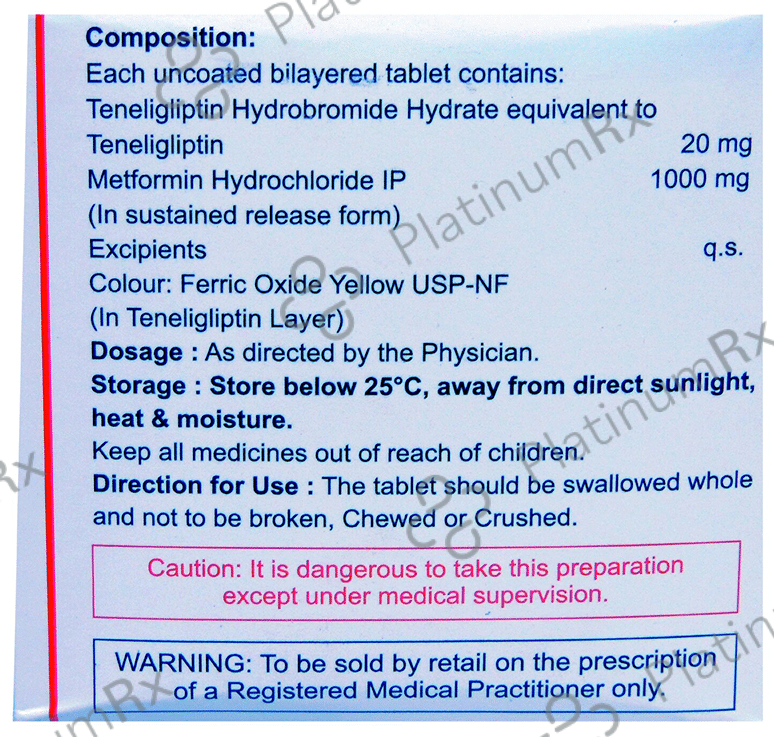 Composition:
Each uncoated bilayered tablet contains:
Teneligliptin Hydrobromide Hydrate equivalent to
Teneligliptin 20 mg
Metformin Hydrochloride IP 1000 mg
(In sustained release form)
Excipients q.s.
Colour: Ferric Oxide Yellow USP-NF
(In Teneligliptin Layer)
Dosage : As directed by the Physician.
Storage : Store below 25°C, away from direct sunlight,
heat & moisture.
Keep all medicines out of reach of children.
Direction for Use : The tablet should be swallowed whole
and not to be broken, Chewed or Crushed.
Caution: It is dangerous to take this preparation
except under medical supervision.
WARNING: To be sold by retail on the prescription
of a Registered Medical Practitioner only.
PlatinumRx
PlatinumRx